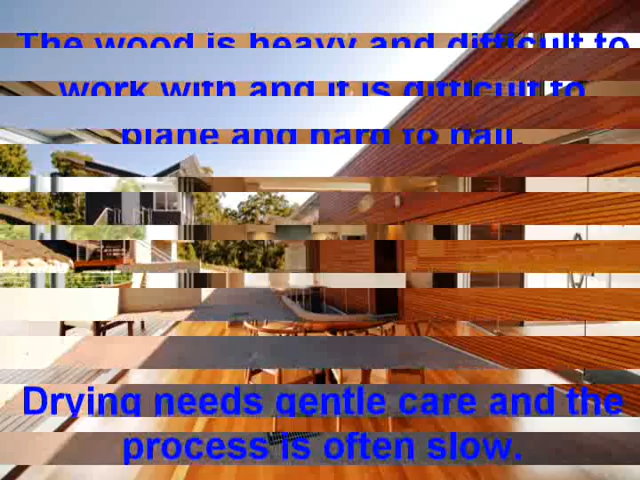 The wood is heavy and difficult to
work with and it is difficult to
plane and hard to nail.
Drying needs gentle care and the
process is often slow.